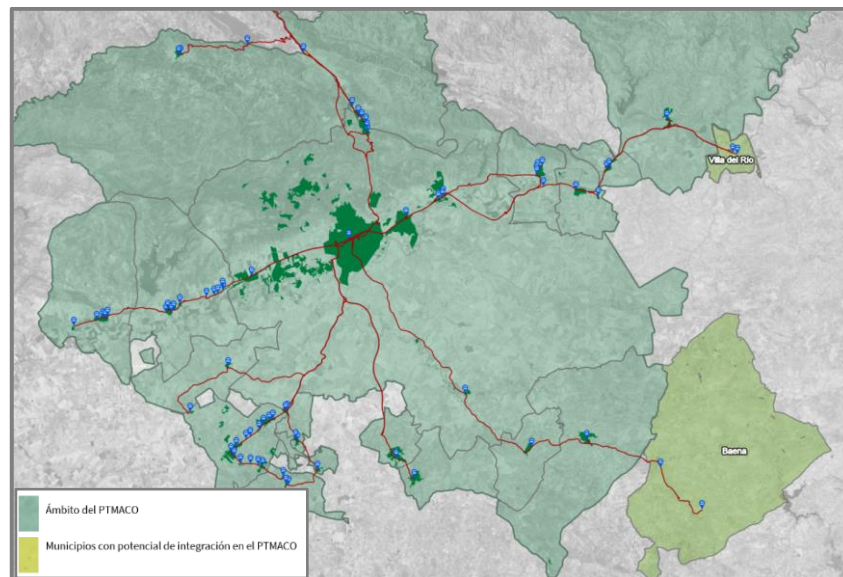 Villa del Río
Baena
Ámbito del PTMACO
Municipios con potencial de integración en el PTMACO